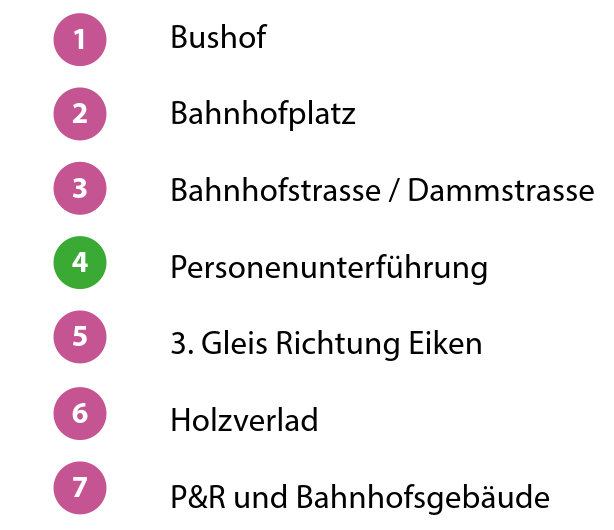 1 Bushof
2 Bahnhofplatz
3 Bahnhofstrasse / Dammstrasse
4 Personenunterführung
5 3. Gleis Richtung Eiken
6 Holzverlad
7 P&R und Bahnhofsgebäude